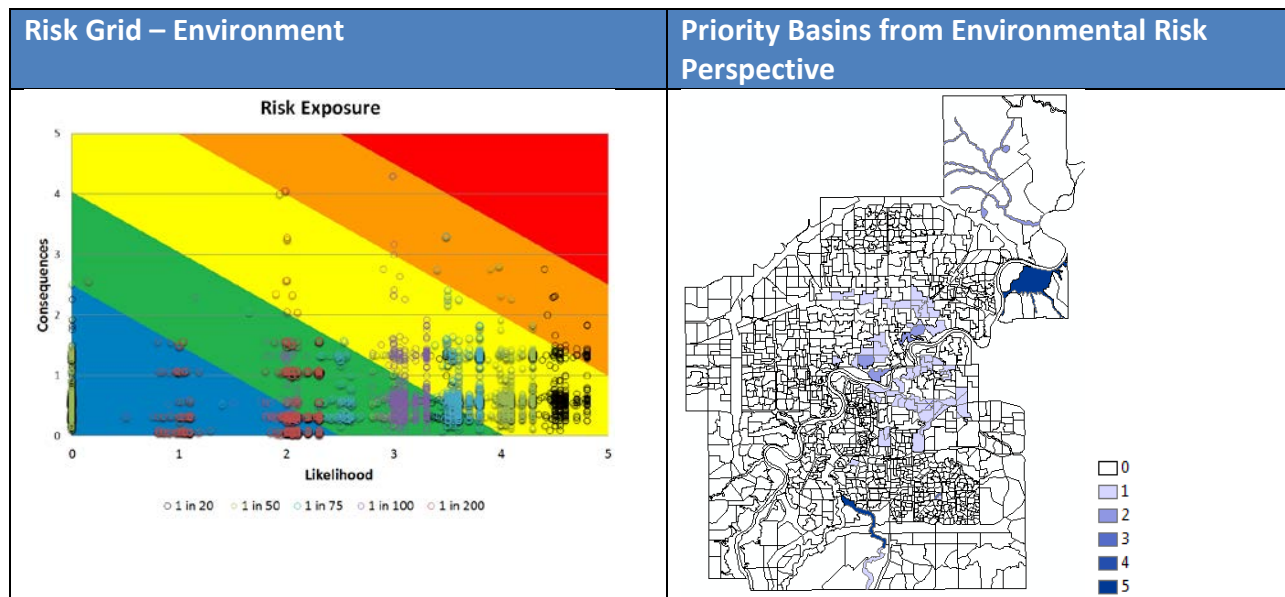 Risk Grid – Environment
Priority Basins from Environmental Risk
Perspective
Risk Exposure
5
4
3
2
1
0
Consequences
0 1 2 3 4 5
Likelihood
1 in 20 1 in 50 1 in 75 1 in 100 1 in 200
0
1
2
3
4
5